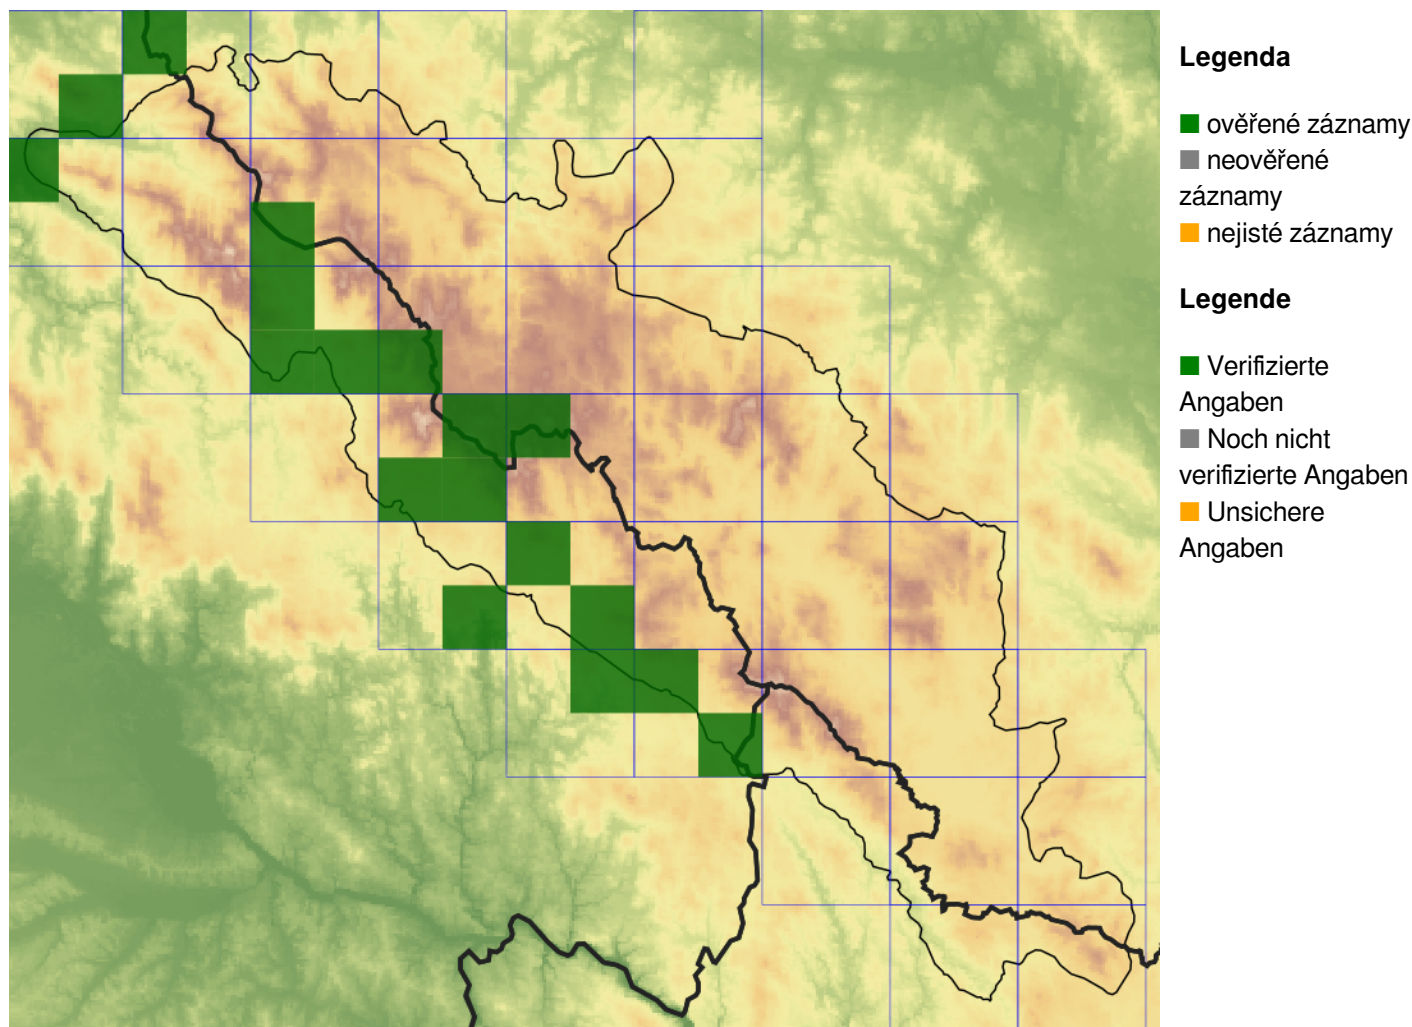 Legenda
ověřené záznamy
neověřené
záznamy
nejisté záznamy
Legende
Verifizierte
Angaben
Noch nicht
verifizierte Angaben
Unsichere
Angaben